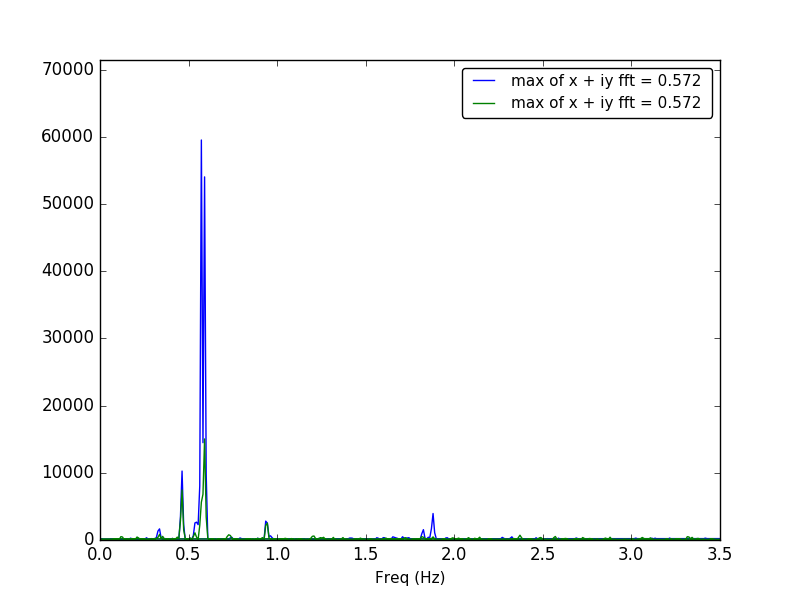 max of x + iy fft = 0.572
max of x + iy fft = 0.572
70000
60000
50000
40000
30000
20000
10000
0
0.0 0.5 1.0 1.5 2.0 2.5 3.0 3.5
Freq (Hz)